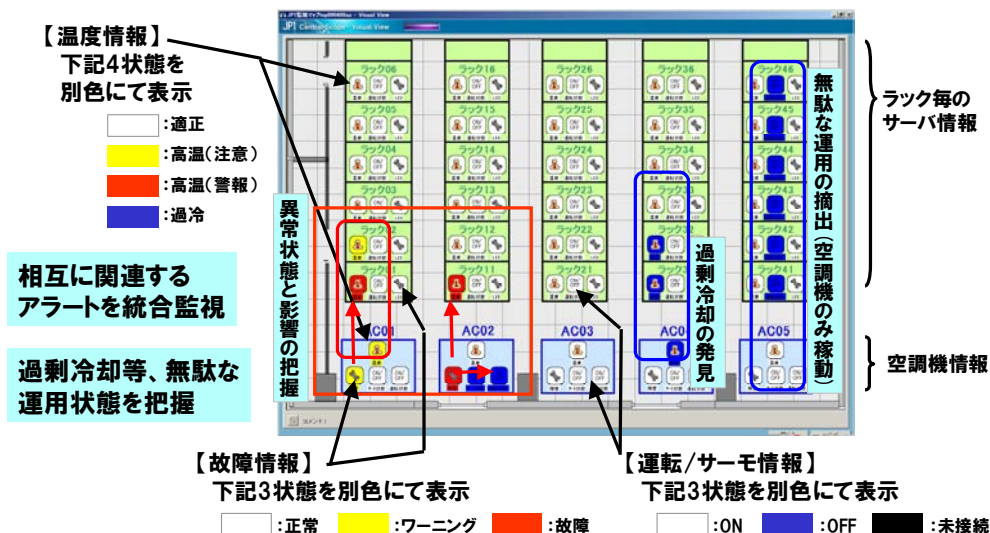 【温度情報】
下記4状態を
別色にて表示
:適正
:高温(注意)
:高温(警報)
:過冷
相互に関連する
アラートを統合監視
過剰冷却等、無駄な
運用状態を把握
JP1 Central Scope - Visual View
ラック06
ラック16
ラック26
ラック36
ラック46
ラック05
ラック15
ラック25
ラック35
ラック45
ラック04
ラック14
ラック24
ラック34
ラック44
ラック03
ラック13
ラック23
ラック43
ラック12
ラック22
ラック42
ラック11
ラック21
ラック41
AC01
AC02
AC03
AC05
コメント:
異常状態と影響の把握
過剰冷却の発見
無駄な運用の摘出(空調機のみ稼動)
ラック毎の
サーバ情報
空調機情報
【故障情報】
下記3状態を別色にて表示
:正常
:ワーニング
:故障
【運転/サーモ情報】
下記3状態を別色にて表示
:ON
:OFF
:未接続